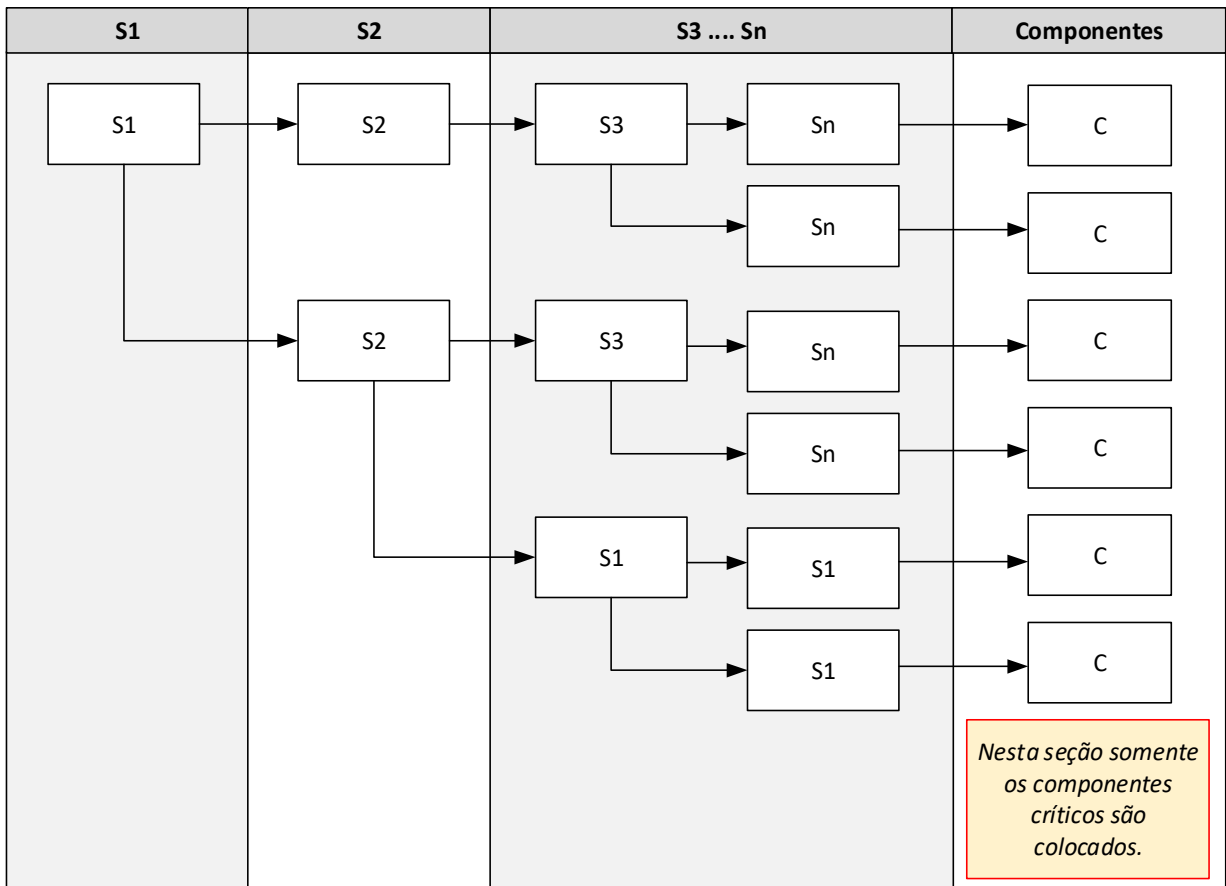 S1 S2 S3 .... Sn Componentes
S1 S2 S3 Sn C
Sn C
S2 S3 Sn C
Sn C
S1 S1 C
S1 C
Nesta seção somente
os componentes
críticos são
colocados.